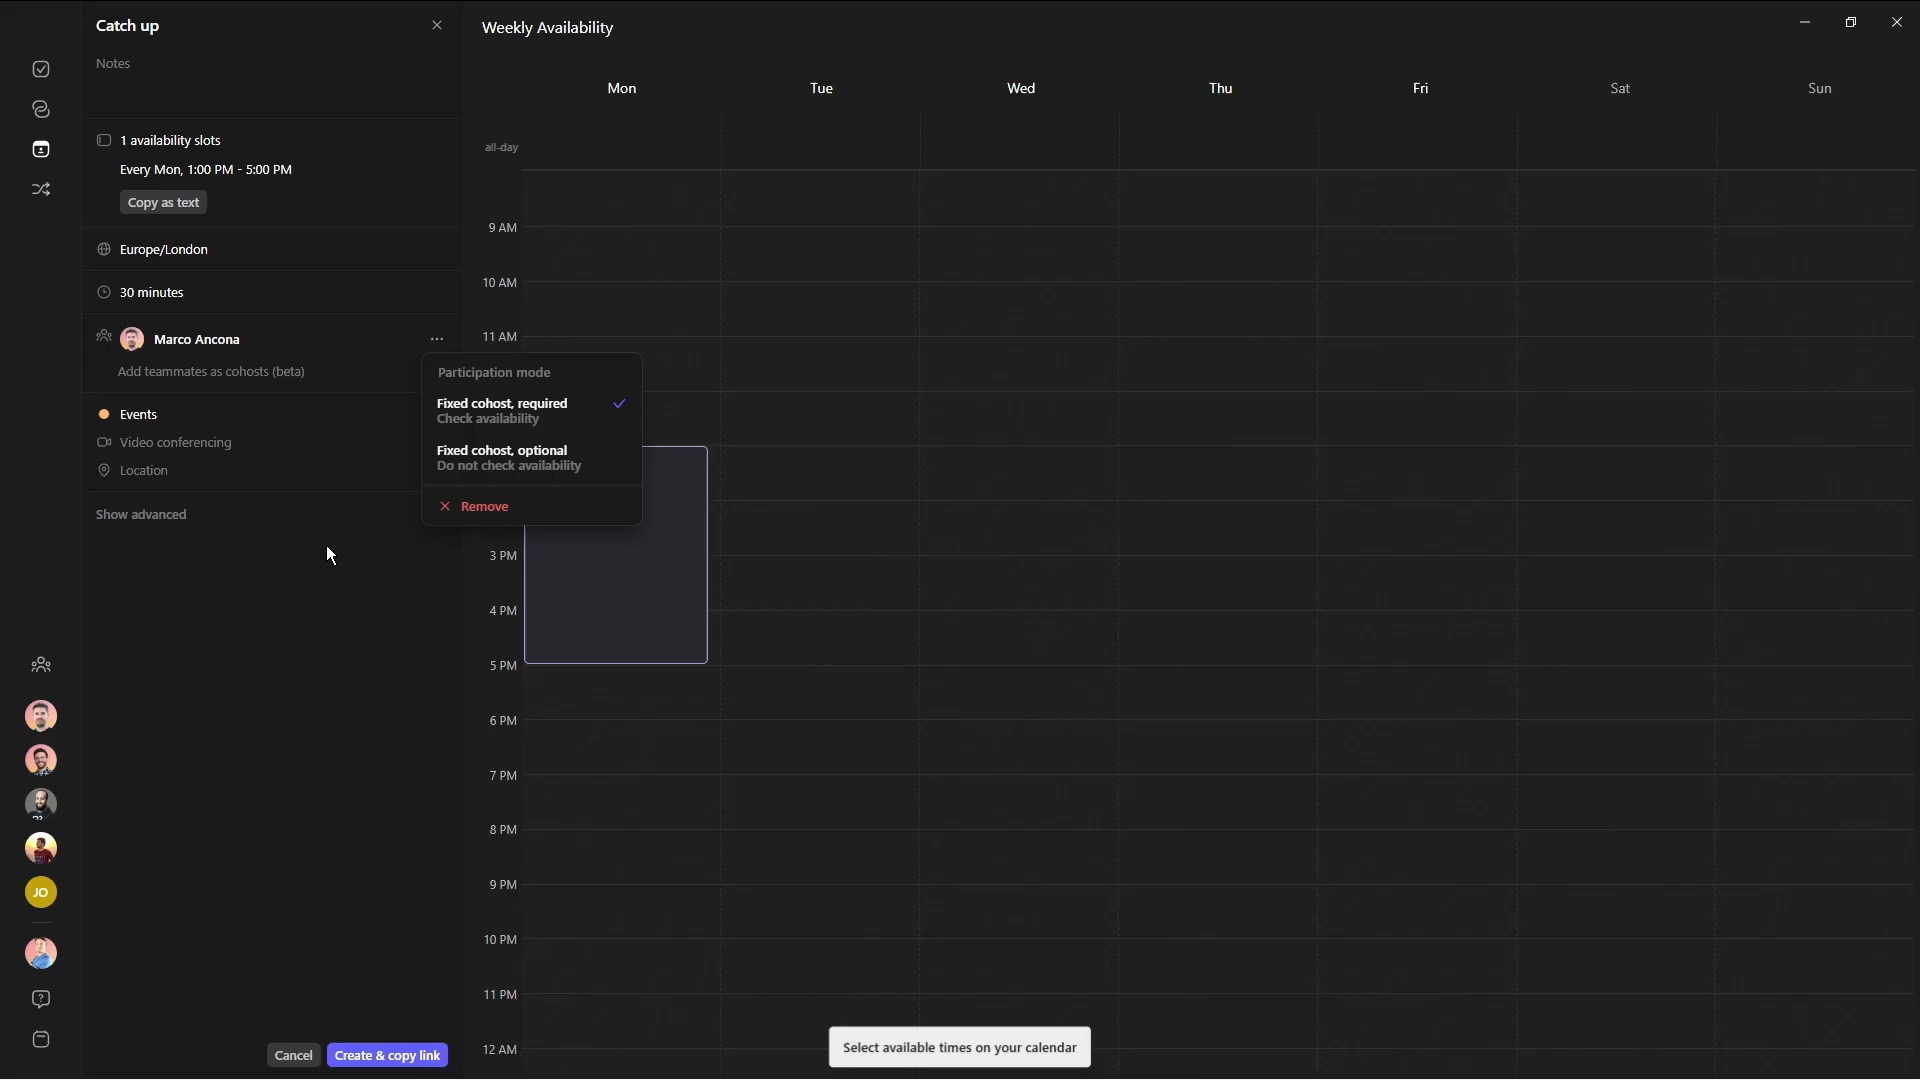 Catch up
Notes
1 availability slots
Every Mon, 1:00 PM - 5:00 PM
Copy as text
Europe/London
30 minutes
Marco Ancona
Add teammates as cohosts (beta)
Events
Video conferencing
Location
Show advanced
Participation mode
Fixed cohost, required
Check availability
Fixed cohost, optional
Do not check availability
Remove
JO
Cancel
Create & copy link
Weekly Availability
Mon Tue Wed Thu Fri Sat Sun
all-day
9 AM
10 AM
11 AM
3 PM
4 PM
5 PM
6 PM
7 PM
8 PM
9 PM
10 PM
11 PM
12 AM
Select available times on your calendar